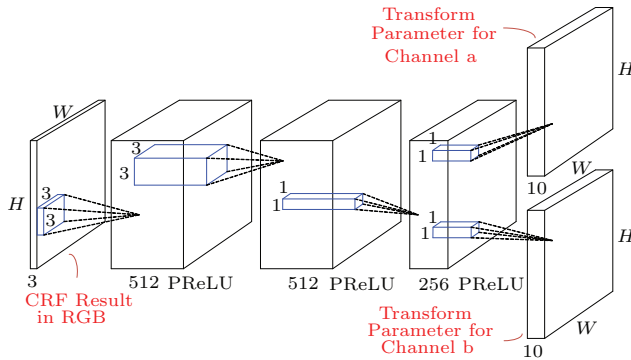 Transform
Parameter for
Channel a
H
W
10
W
H
3
3
3
CRF Result
in RGB
3
3
512 PReLU
1
1
512 PReLU
1
1
1
1
256 PReLU
H
W
10
Transform
Parameter for
Channel b